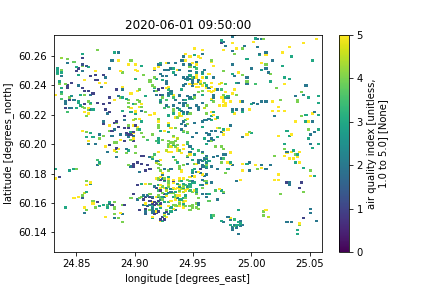 2020-06-01 09:50:00
60.26
60.24
60.22
60.20
60.18
60.16
60.14
latitude [degrees_north]
24.85 24.90 24.95 25.00 25.05
longitude [degrees_east]
5
4
3
2
1
0
air quality index [unitless,
1.0 to 5.0] [None]